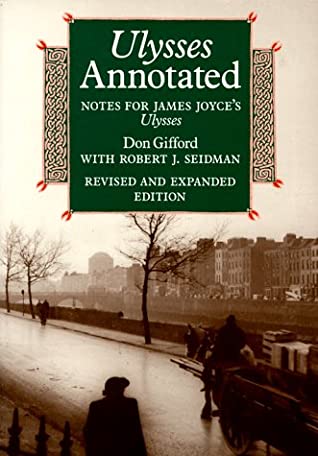 Ulysses
Annotated
NOTES FOR JAMES JOYCE'S
Ulysses
Don Gifford
WITH ROBERT J. SEIDMAN
REVISED AND EXPANDED
EDITION